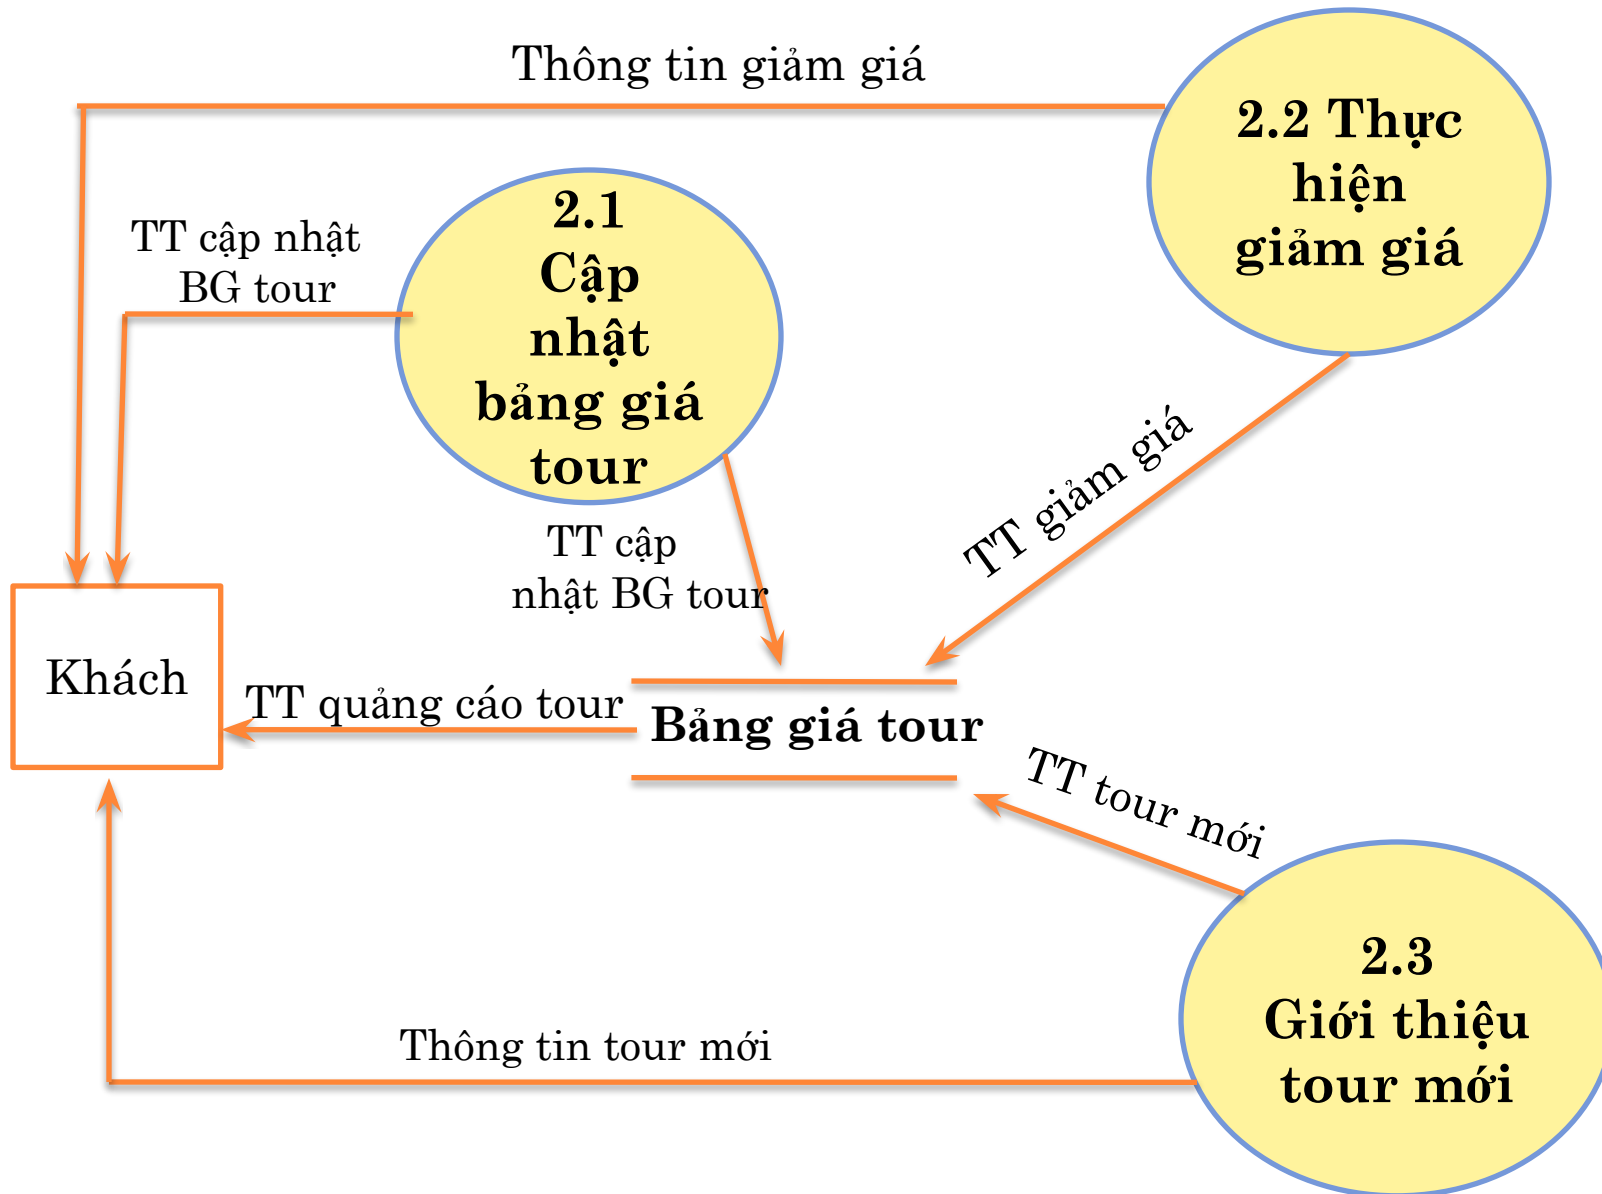 Thông tin giảm giá
2.2 Thực
hiện
giảm giá
TT cập nhật
BG tour
2.1
Cập
nhật
bảng giá
tour
TT giảm giá
TT cập
nhật BG tour
Khách
TT quảng cáo tour
Bảng giá tour
TT tour mới
2.3
Giới thiệu
tour mới
Thông tin tour mới